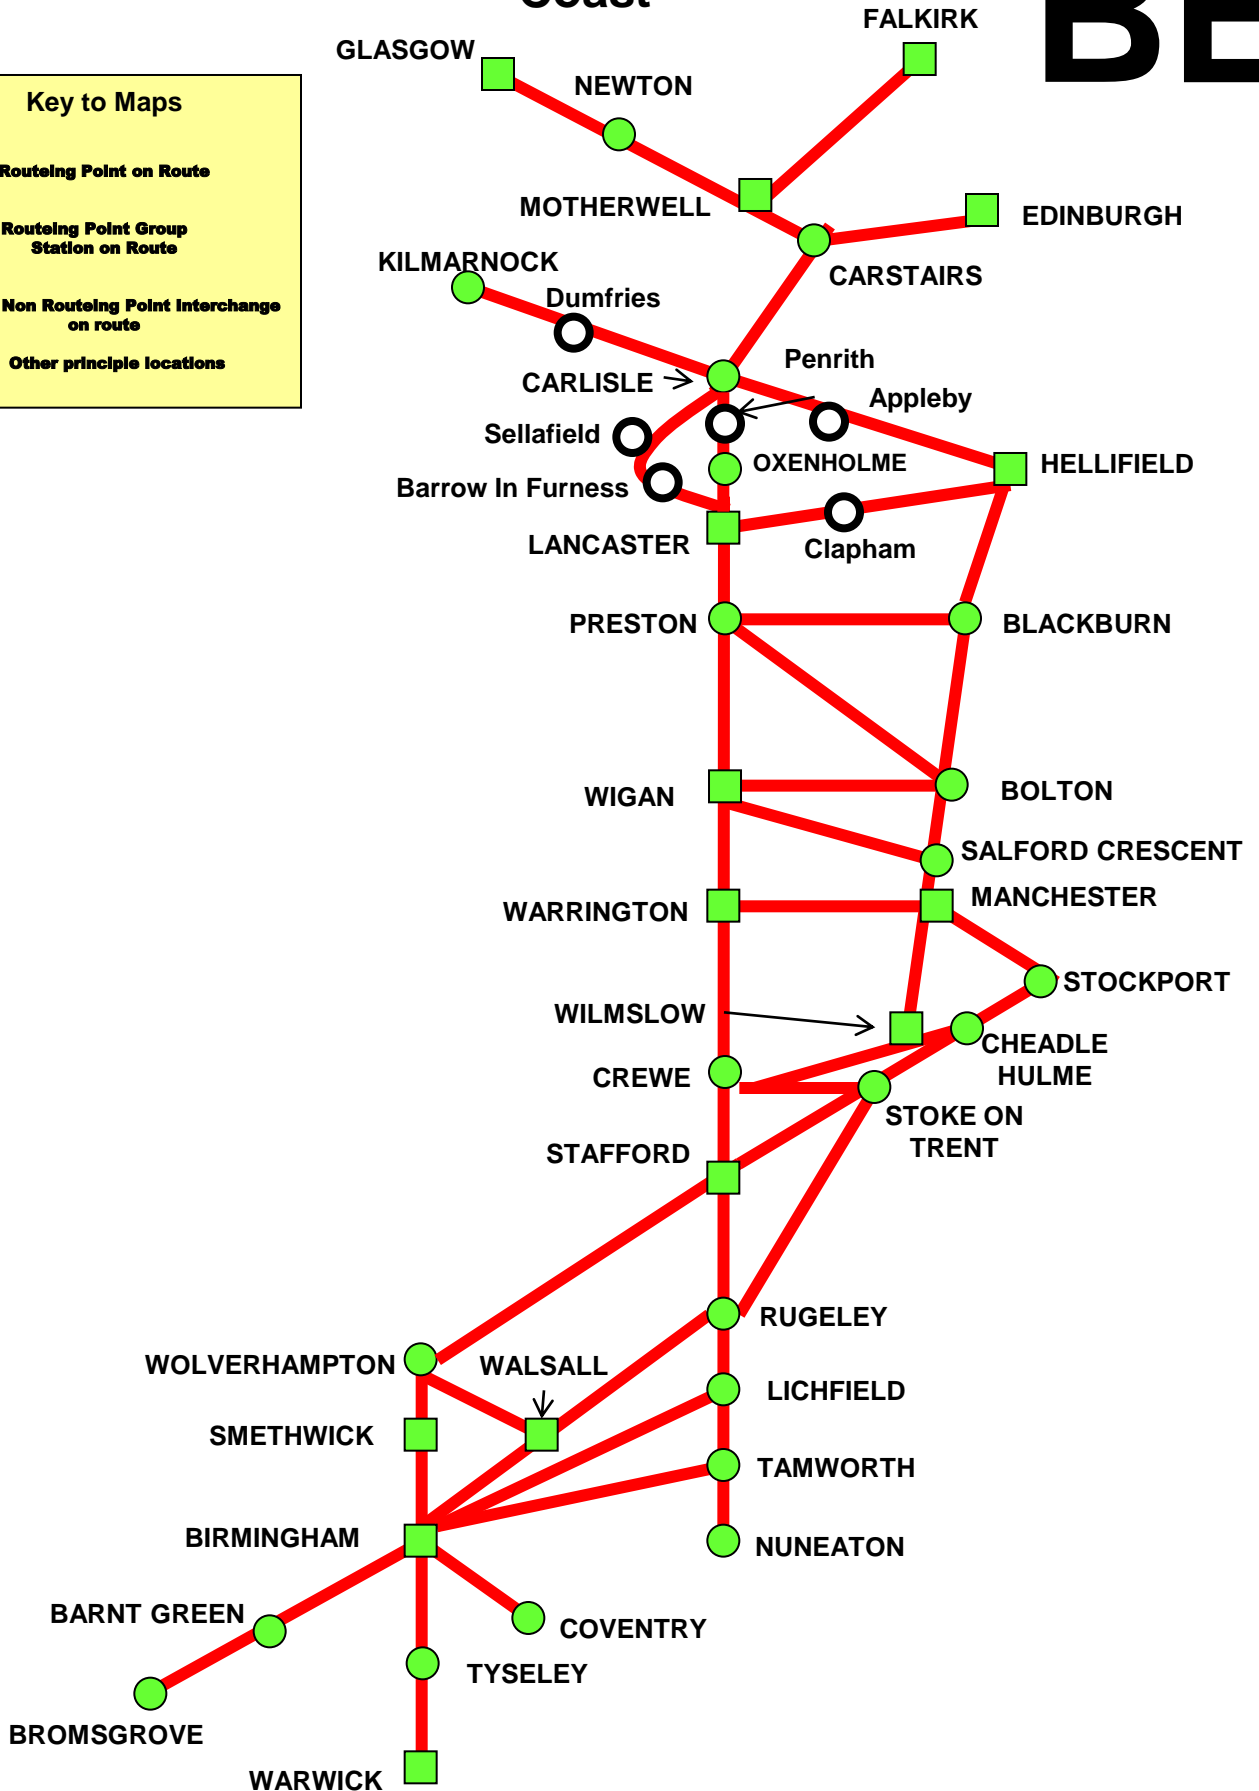 Coast
BE
FALKIRK
GLASGOW
NEWTON
Key to Maps
Routeing Point on Route
Routeing Point Group
Station on Route
Non Routeing Point Interchange
on route
Other principle locations
MOTHERWELL
EDINBURGH
KILMARNOCK
CARSTAIRS
Dumfries
Penrith
CARLISLE
Appleby
Sellafield
OXENHOLME
HELLIFIELD
Barrow In Furness
LANCASTER
Clapham
PRESTON
BLACKBURN
WIGAN
BOLTON
SALFORD CRESCENT
WARRINGTON
MANCHESTER
STOCKPORT
WILMSLOW
CHEADLE
HULME
CREWE
STOKE ON
TRENT
STAFFORD
RUGELEY
WOLVERHAMPTON
WALSALL
LICHFIELD
SMETHWICK
TAMWORTH
BIRMINGHAM
NUNEATON
BARNT GREEN
COVENTRY
TYSELEY
BROMSGROVE
WARWICK